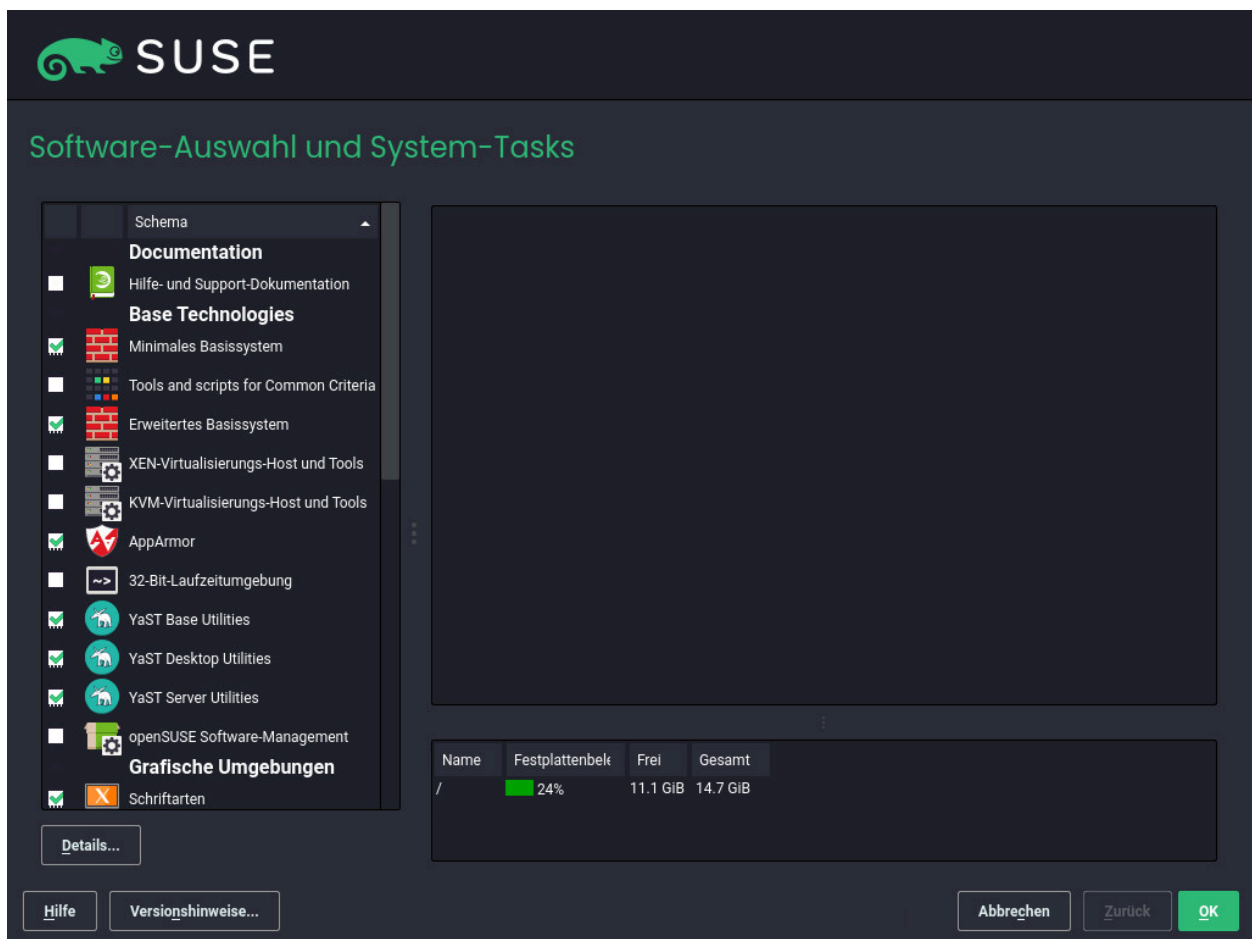 SUSE
Software-Auswahl und System-Tasks
Schema
Documentation
Hilfe- und Support-Dokumentation
Base Technologies
Minimales Basissystem
Tools and scripts for Common Criteria
Erweitertes Basissystem
XEN-Virtualisierungs-Host und Tools
KVM-Virtualisierungs-Host und Tools
AppArmor
~>
32-Bit-Laufzeitumgebung
YaST Base Utilities
YaST Desktop Utilities
YaST Server Utilities
openSUSE Software-Management
Grafische Umgebungen
X
Schriftarten
Name Festplattenbele Frei Gesamt
/ 24% 11.1 GiB 14.7 GiB
Details...
Hilfe Versionshinweise... Abbrechen Zurück OK